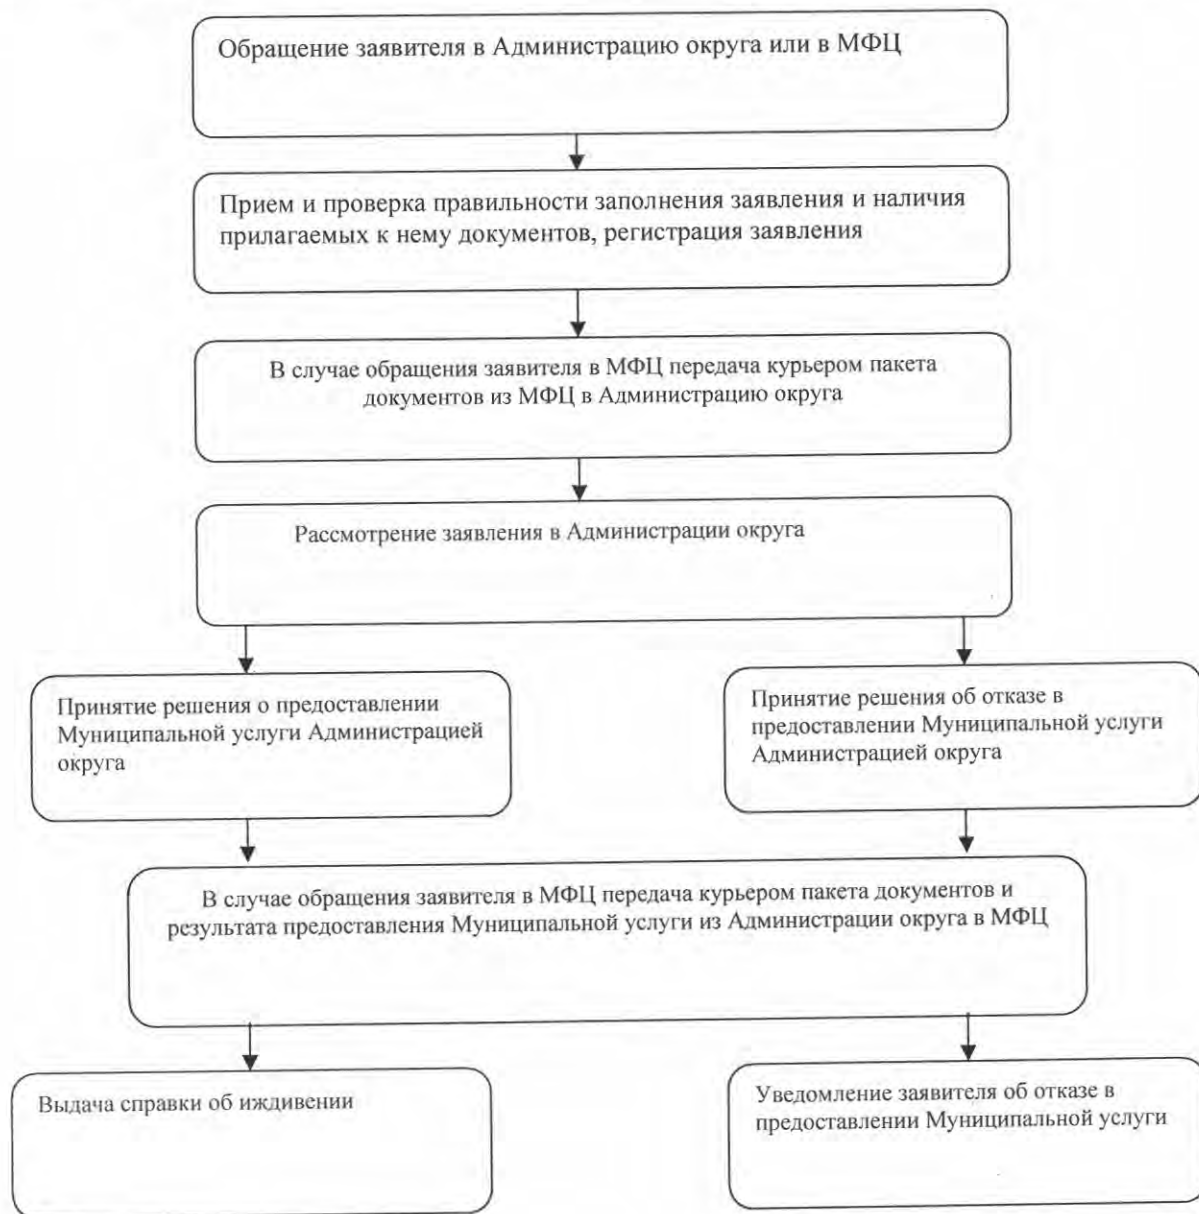 Обращение заявителя в Администрацию округа или в МФЦ
Прием и проверка правильности заполнения заявления и наличия
прилагаемых к нему документов, регистрация заявления
В случае обращения заявителя в МФЦ передача курьером пакета
документов из МФЦ в Администрацию округа
Рассмотрение заявления в Администрации округа
Принятие решения о предоставлении
Муниципальной услуги Администрацией
округа
Принятие решения об отказе в
предоставлении Муниципальной услуги
Администрацией округа
В случае обращения заявителя в МФЦ передача курьером пакета документов и
результата предоставления Муниципальной услуги из Администрации округа в МФЦ
Выдача справки об иждивении
Уведомление заявителя об отказе в
предоставлении Муниципальной услуги